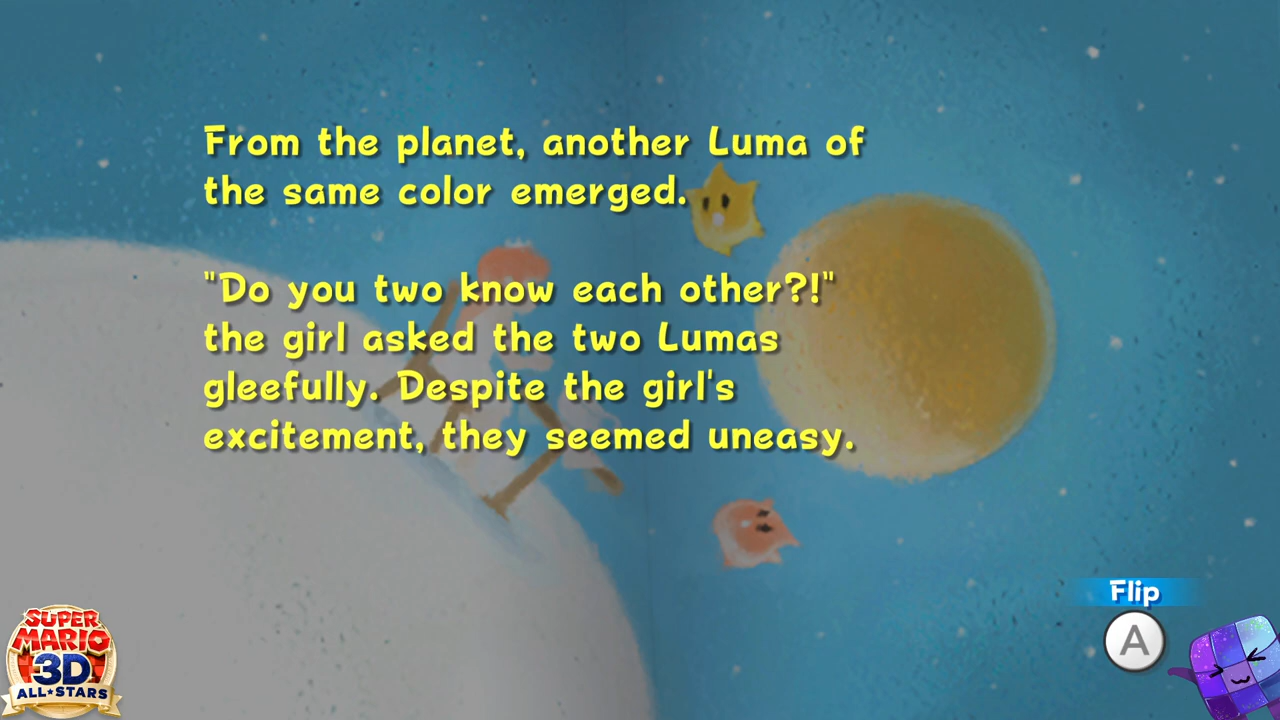 From the planet, another Luma of
the same color emerged.
"Do you two know each other?!"
the girl asked the two Lumas
gleefully. Despite the girl's
excitement, they seemed uneasy.
Flip
A
SUPER
MARIO
3D
ALL★STARS